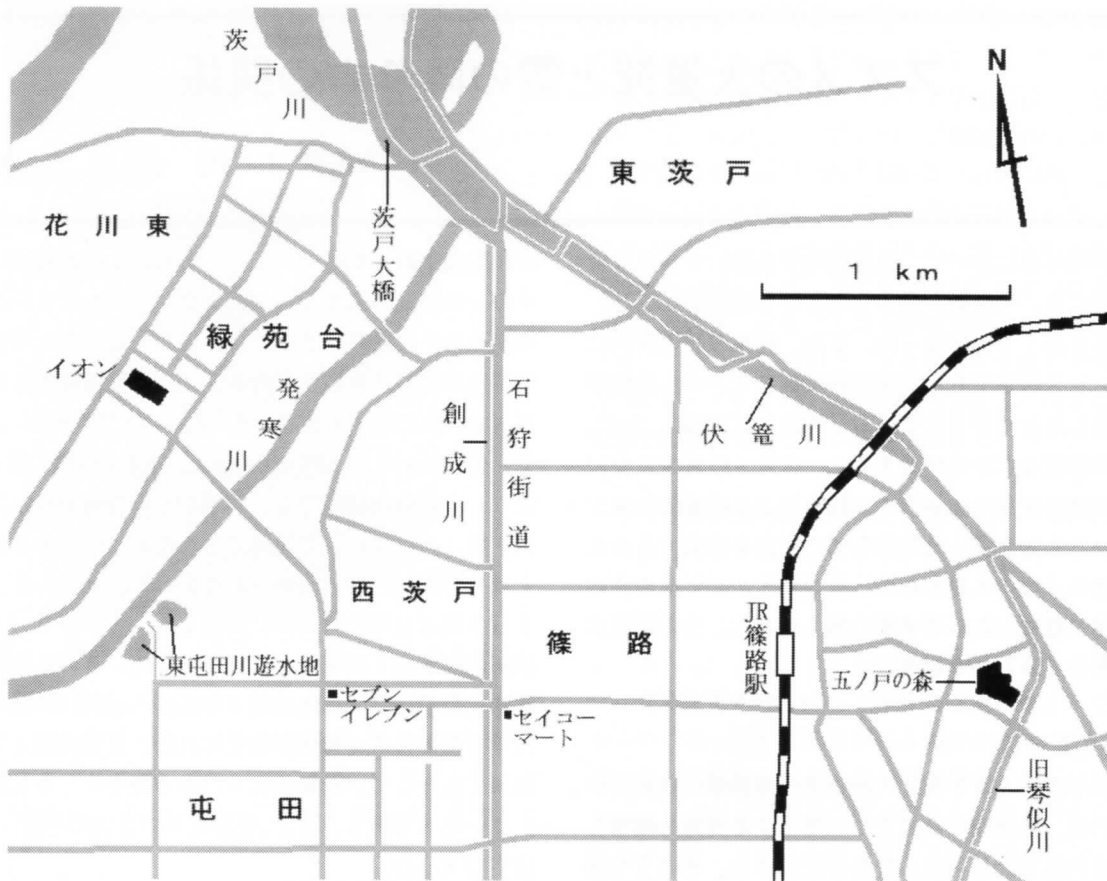 茨戸川
N
東茨戸
花川東
茨戸大橋
1 km
緑苑台
イオン
発寒川
創成川
石狩街道
伏篭川
西茨戸
篠路
JR篠路駅
東屯田川遊水地
五ノ戸の森
セブン
イレブン
セイコー
マート
屯田
旧琴似川